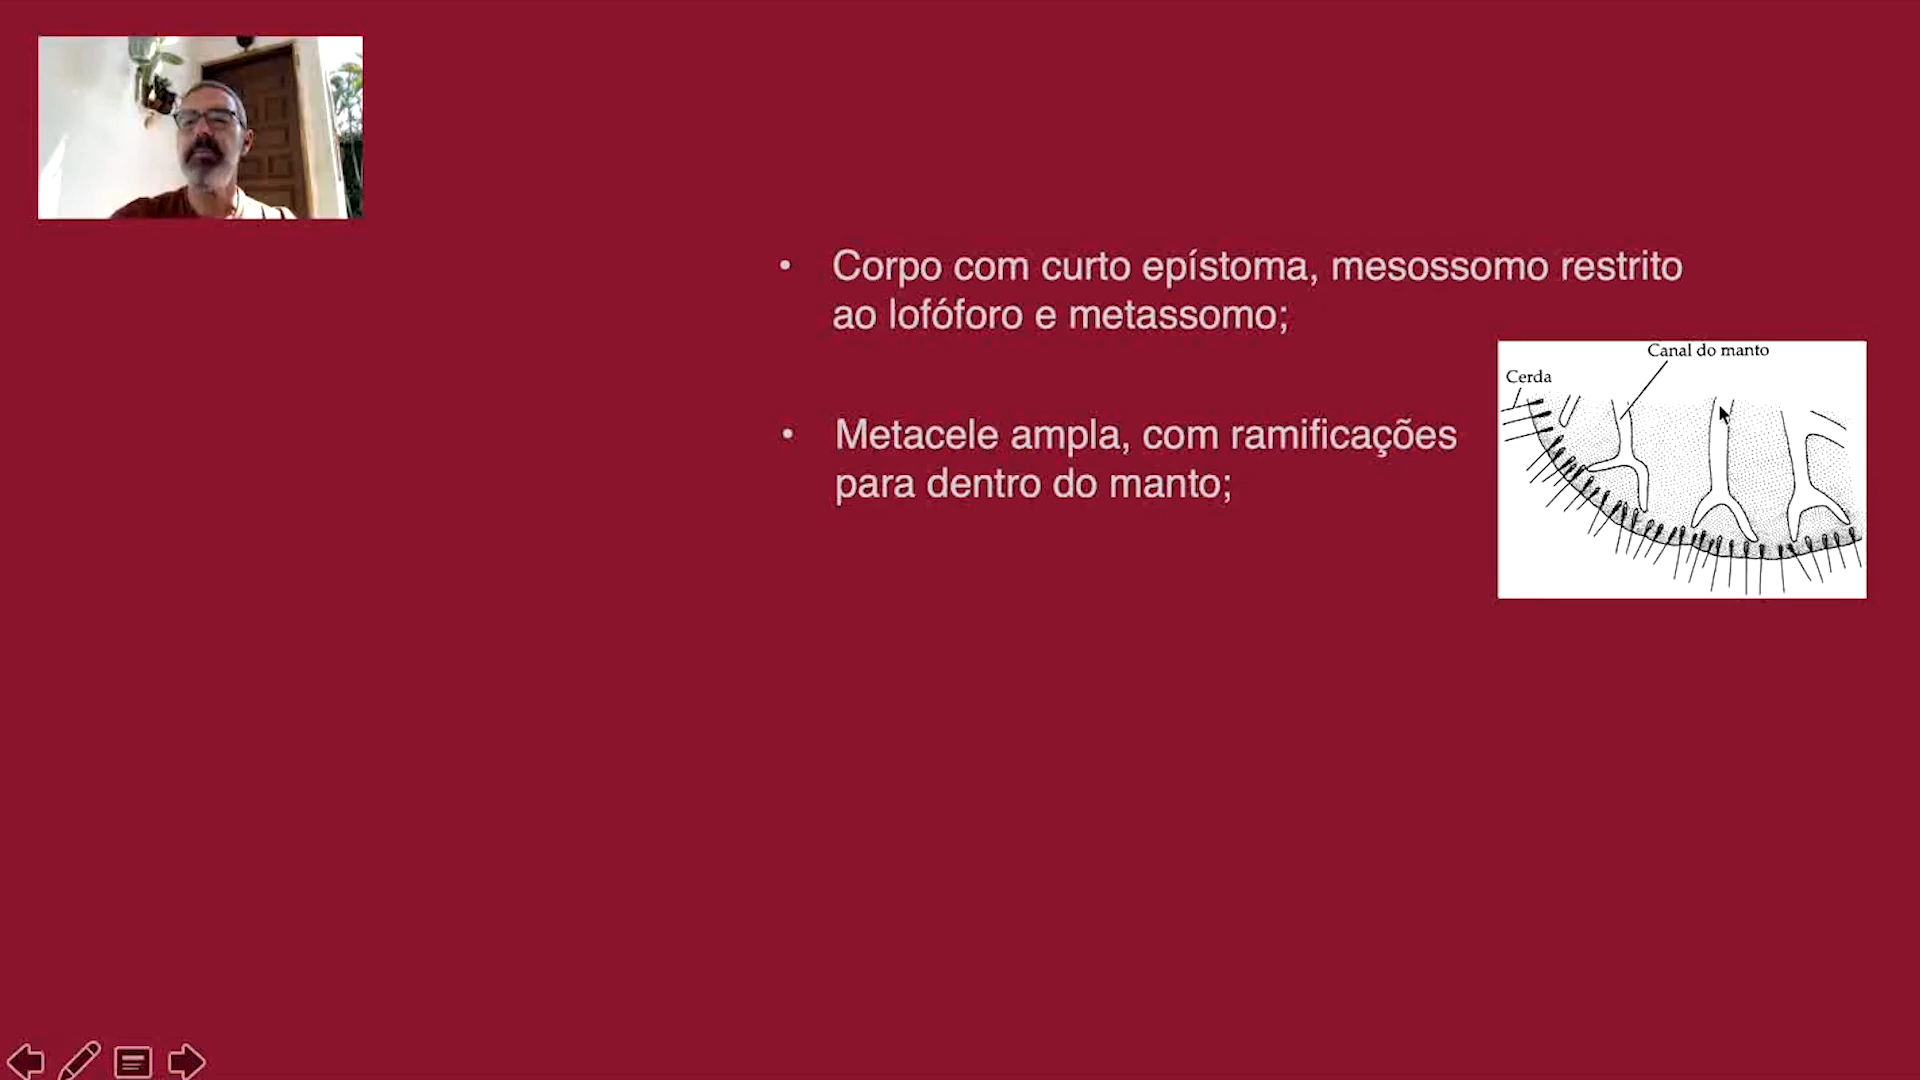 • Corpo com curto epístoma, mesossomo restrito
ao lofóforo e metassomo;
• Metacele ampla, com ramificações
para dentro do manto;
Canal do manto
Cerda